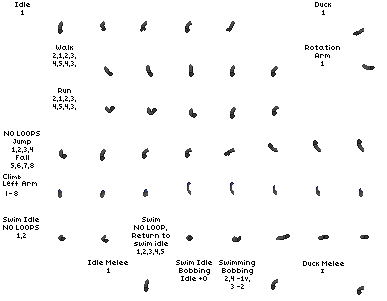 Idle
1
Duck
1
Walk
2,1,2,3,
4,5,4,3,
Rotation
Arm
1
Run
2,1,2,3,
4,5,4,3,
NO LOOPS
Jump
1,2,3,4
Fall
5,6,7,8
Climb
Left Arm
1-8
Swim Idle
NO LOOPS
1,2
Swim
NO LOOP,
Return to
swim idle
1,2,3,4,5
Idle Melee
1
Swim Idle
Bobbing
Idle +0
Swimming
Bobbing
2,4 -1v,
3 -2
Duck Melee
1